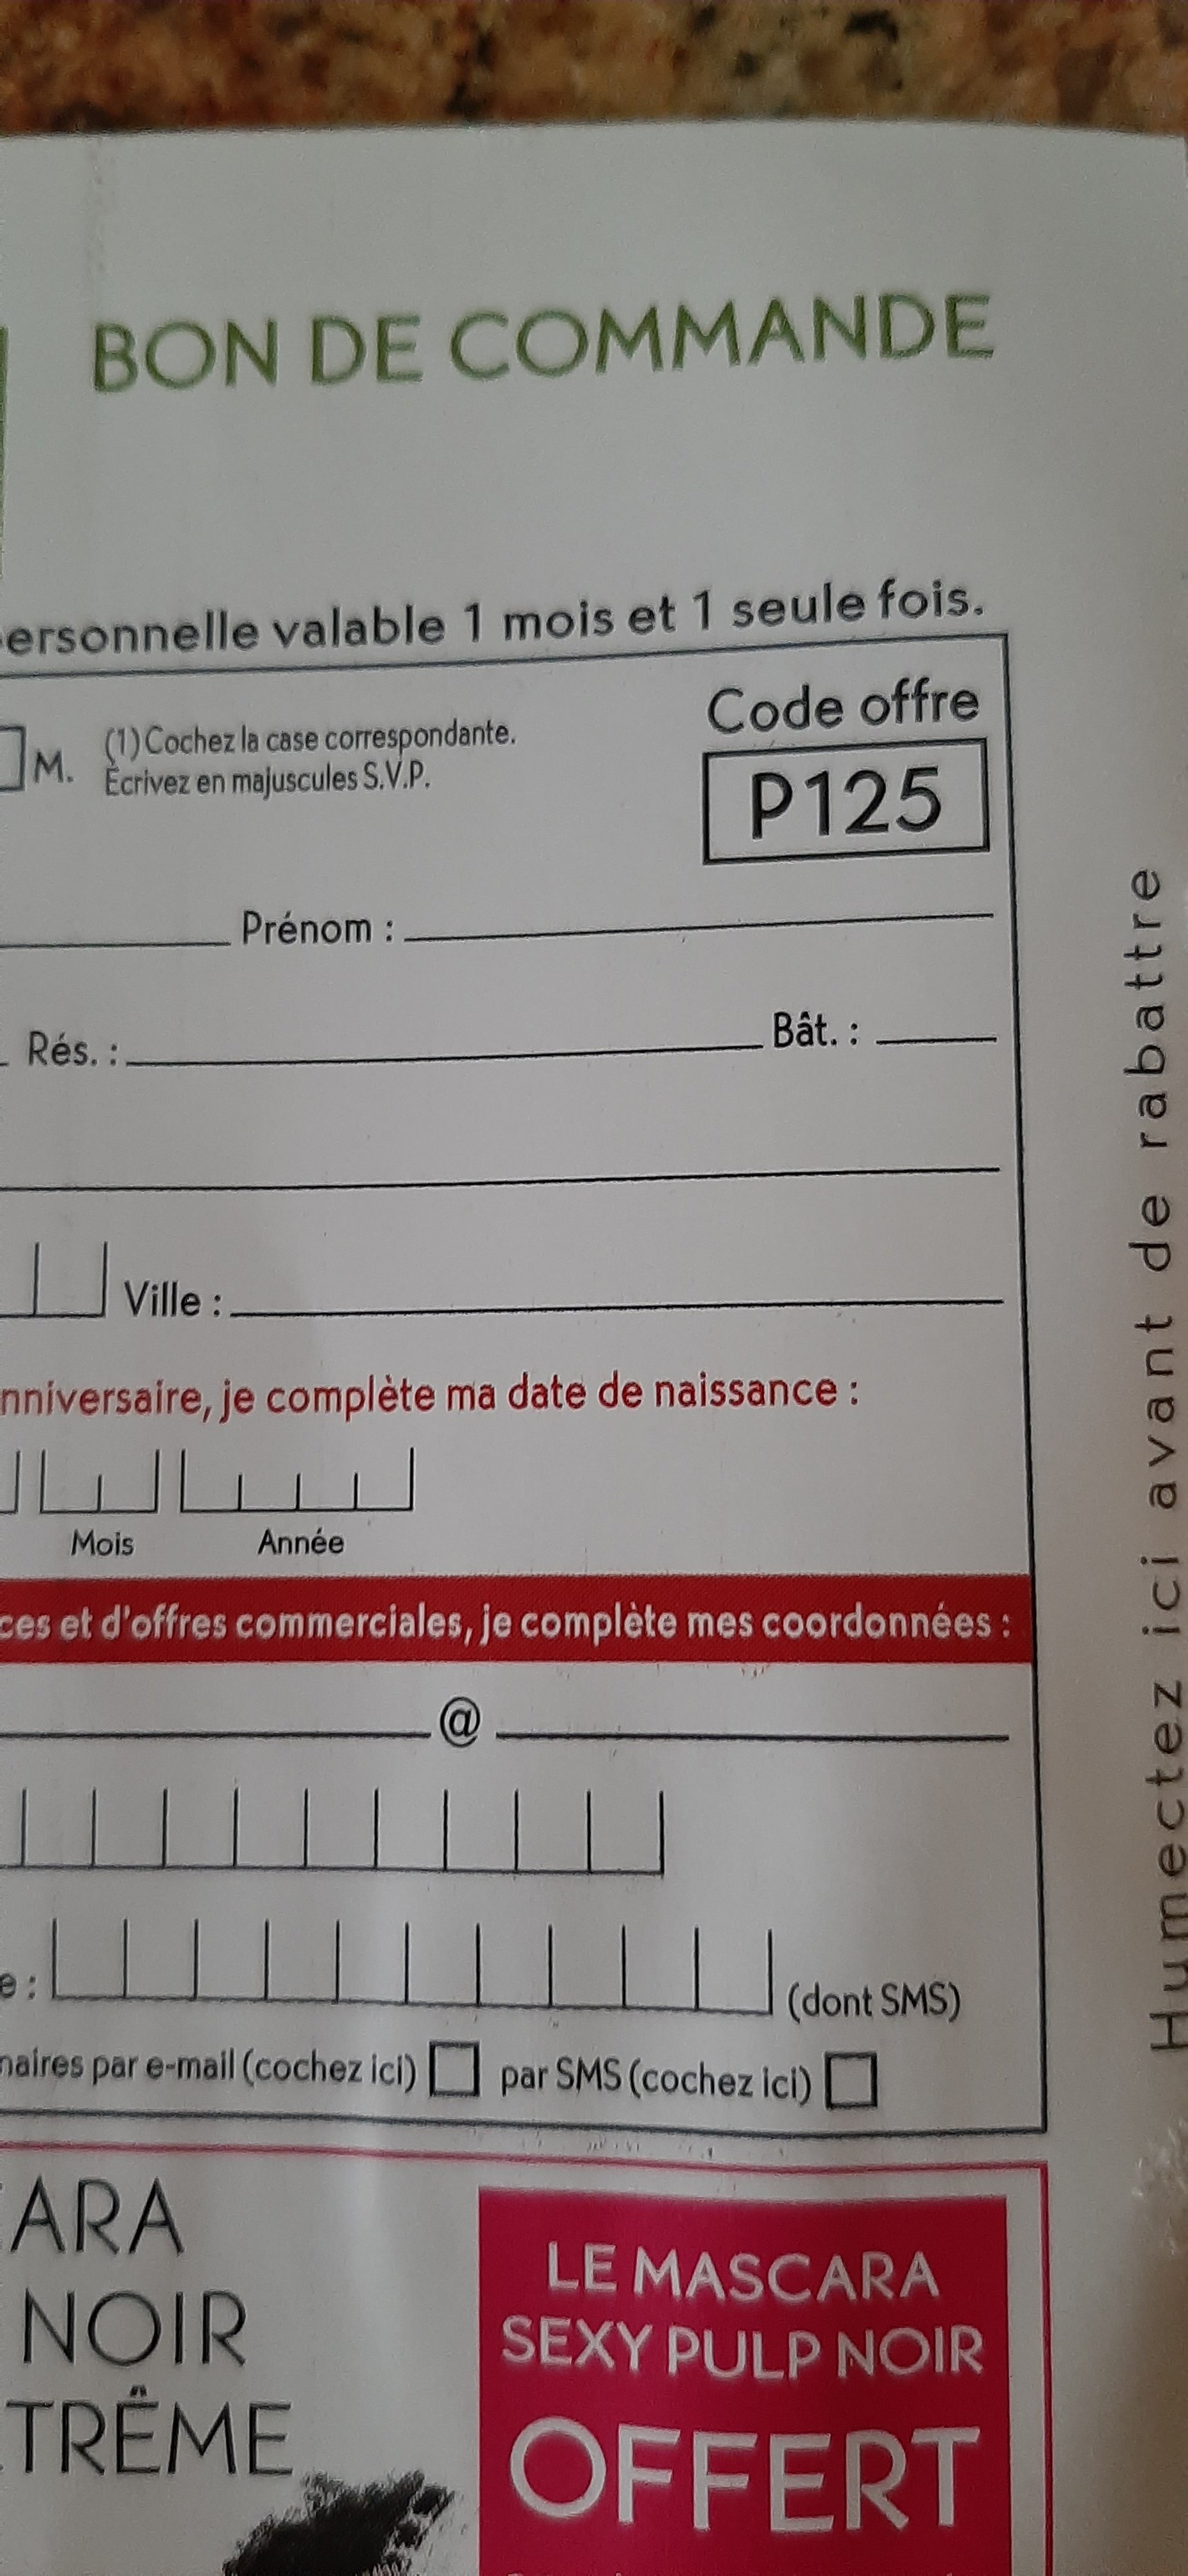 BON DE COMMANDE
ersonnelle valable 1 mois et 1 seule fois.
Code offre
P125
M. (1) Cochez la case correspondante.
Écrivez en majuscules S.V.P.
Prénom :
Rés. : Bât. :
Ville :
nniversaire, je complète ma date de naissance :
Mois Année
ces et d'offres commerciales, je complète mes coordonnées :
@
e : (dont SMS)
naires par e-mail (cochez ici) par SMS (cochez ici)
ARA
NOIR
TRÊME
LE MASCARA
SEXY PULP NOIR
OFFERT
Humectez ici avant de rabattre